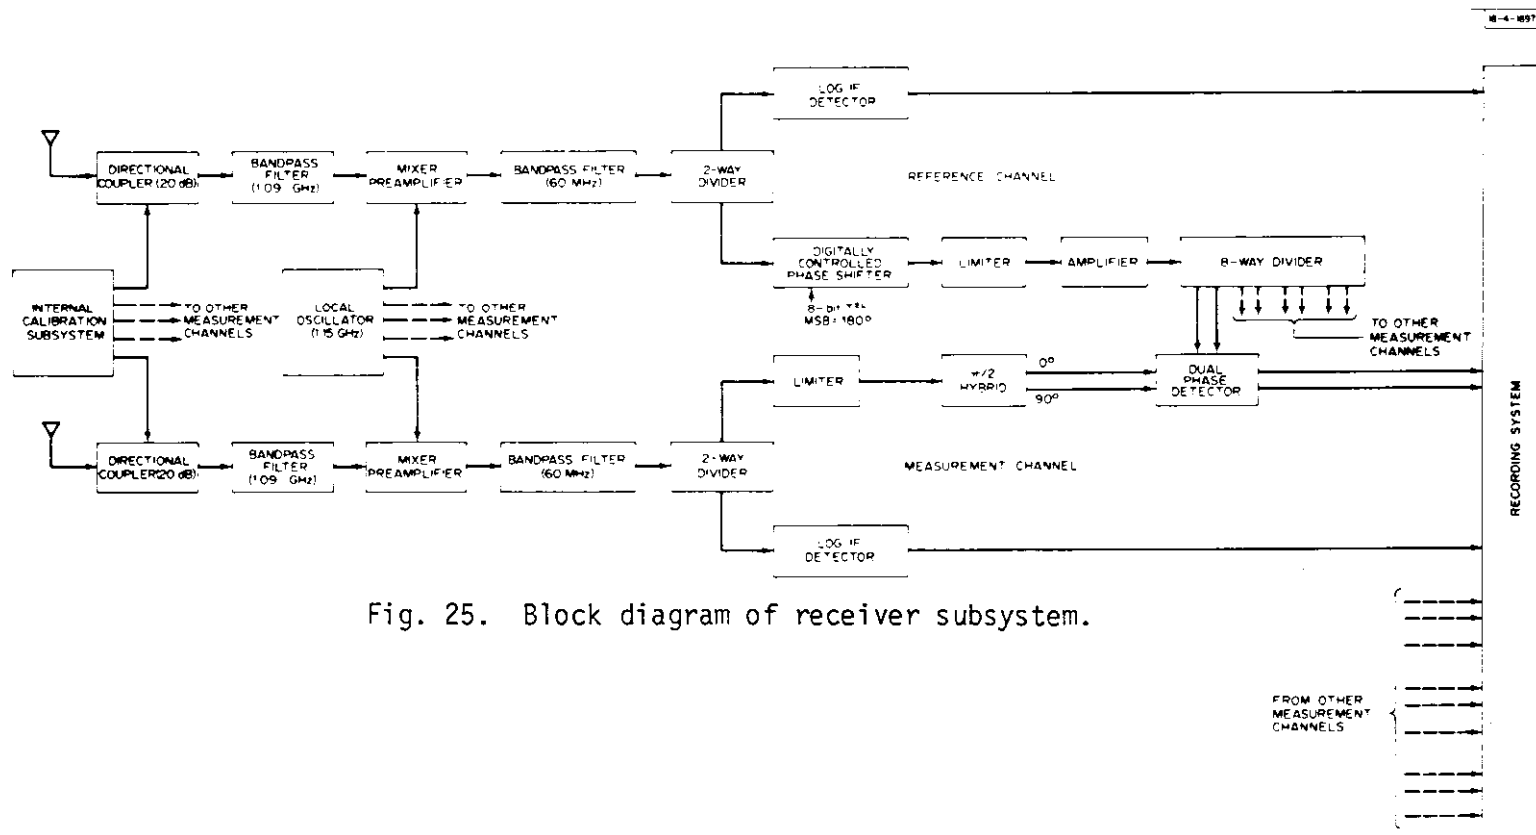 18-4-1897
LOG IF
DETECTOR
DIRECTIONAL
COUPLER (20 dB)
BANDPASS
FILTER
(1.09 GHz)
MIXER
PREAMPLIFIER
BANDPASS FILTER
(60 MHz)
2-WAY
DIVIDER
REFERENCE CHANNEL
DIGITALLY
CONTROLLED
PHASE SHIFTER
LIMITER
AMPLIFIER
8-WAY DIVIDER
INTERNAL
CALIBRATION
SUBSYSTEM
TO OTHER
MEASUREMENT
CHANNELS
LOCAL
OSCILLATOR
(1.15 GHz)
TO OTHER
MEASUREMENT
CHANNELS
8-bit
MSB=180°
TO OTHER
MEASUREMENT
CHANNELS
LIMITER
π/2
HYBRID
0°
90°
DUAL
PHASE
DETECTOR
DIRECTIONAL
COUPLER (20 dB)
BANDPASS
FILTER
(1.09 GHz)
MIXER
PREAMPLIFIER
BANDPASS FILTER
(60 MHz)
2-WAY
DIVIDER
MEASUREMENT CHANNEL
RECORDING SYSTEM
LOG IF
DETECTOR
Fig. 25. Block diagram of receiver subsystem.
FROM OTHER
MEASUREMENT
CHANNELS